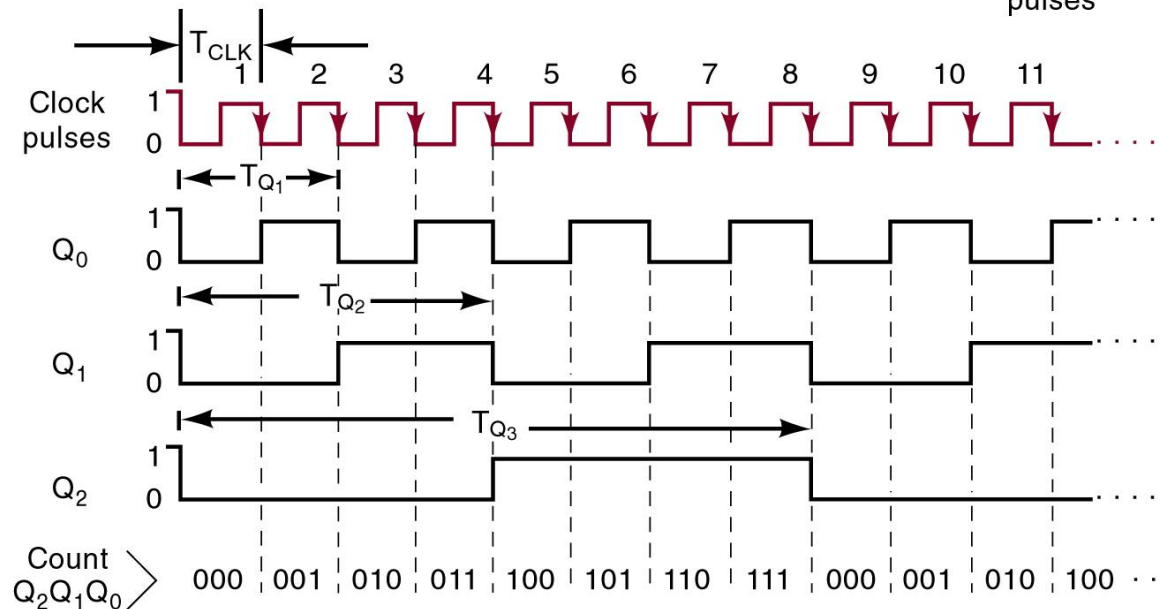 pulses
T_CLK
1 2 3 4 5 6 7 8 9 10 11
Clock pulses
1
0
. . . .
T_Q1
Q0
1
0
. . . .
T_Q2
Q1
1
0
. . . .
T_Q3
Q2
1
0
. . . .
Count
Q2Q1Q0
000 001 010 011 100 101 110 111 000 001 010 100 . .